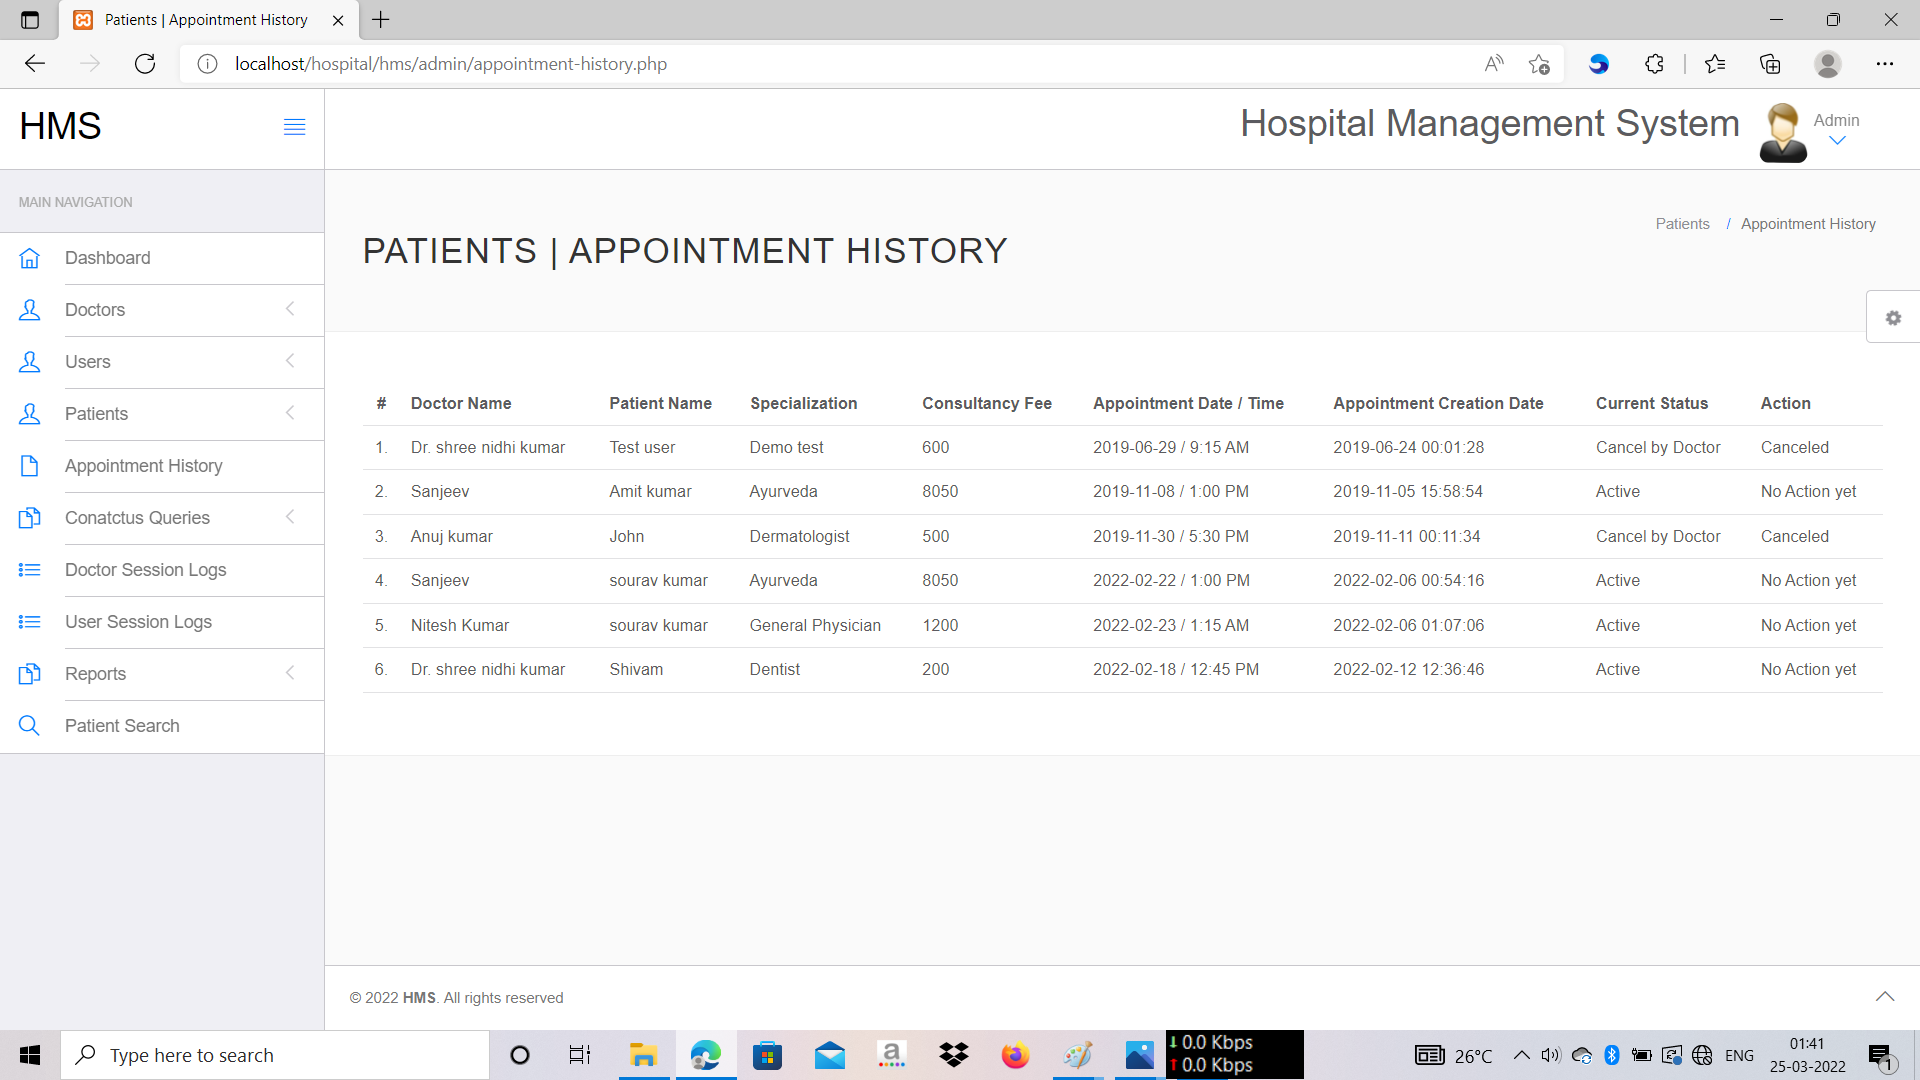 Patients | Appointment History
localhost/hospital/hms/admin/appointment-history.php
HMS
Hospital Management System
Admin
MAIN NAVIGATION
Dashboard
Doctors
Users
Patients
Appointment History
Conatctus Queries
Doctor Session Logs
User Session Logs
Reports
Patient Search
PATIENTS | APPOINTMENT HISTORY
Patients / Appointment History
# Doctor Name Patient Name Specialization Consultancy Fee Appointment Date / Time Appointment Creation Date Current Status Action
1. Dr. shree nidhi kumar Test user Demo test 600 2019-06-29 / 9:15 AM 2019-06-24 00:01:28 Cancel by Doctor Canceled
2. Sanjeev Amit kumar Ayurveda 8050 2019-11-08 / 1:00 PM 2019-11-05 15:58:54 Active No Action yet
3. Anuj kumar John Dermatologist 500 2019-11-30 / 5:30 PM 2019-11-11 00:11:34 Cancel by Doctor Canceled
4. Sanjeev sourav kumar Ayurveda 8050 2022-02-22 / 1:00 PM 2022-02-06 00:54:16 Active No Action yet
5. Nitesh Kumar sourav kumar General Physician 1200 2022-02-23 / 1:15 AM 2022-02-06 01:07:06 Active No Action yet
6. Dr. shree nidhi kumar Shivam Dentist 200 2022-02-18 / 12:45 PM 2022-02-12 12:36:46 Active No Action yet
© 2022 HMS. All rights reserved
Type here to search
a
0.0 Kbps
0.0 Kbps
26°C
ENG
01:41
25-03-2022
1